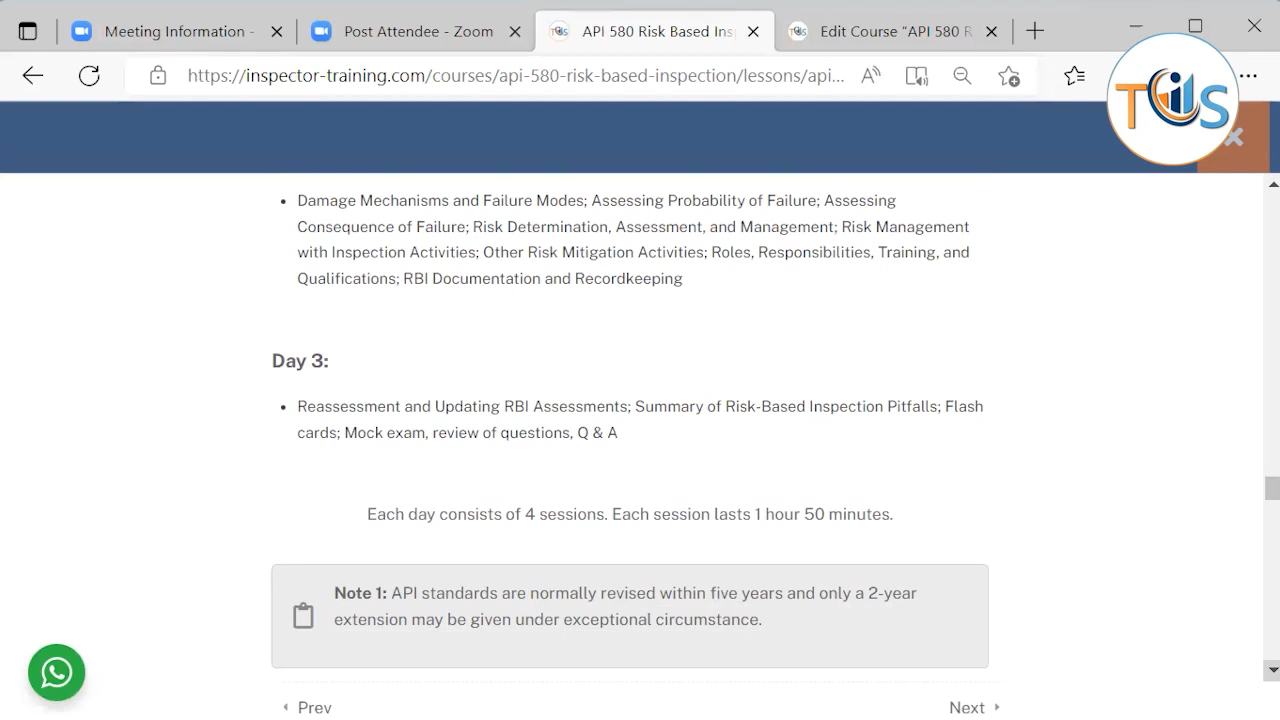 Meeting Information -
Post Attendee - Zoom
API 580 Risk Based Ins
Edit Course "API 580 R
https://inspector-training.com/courses/api-580-risk-based-inspection/lessons/api...
TIIS
Damage Mechanisms and Failure Modes; Assessing Probability of Failure; Assessing
Consequence of Failure; Risk Determination, Assessment, and Management; Risk Management
with Inspection Activities; Other Risk Mitigation Activities; Roles, Responsibilities, Training, and
Qualifications; RBI Documentation and Recordkeeping
Day 3:
Reassessment and Updating RBI Assessments; Summary of Risk-Based Inspection Pitfalls; Flash
cards; Mock exam, review of questions, Q & A
Each day consists of 4 sessions. Each session lasts 1 hour 50 minutes.
Note 1: API standards are normally revised within five years and only a 2-year
extension may be given under exceptional circumstance.
Prev
Next